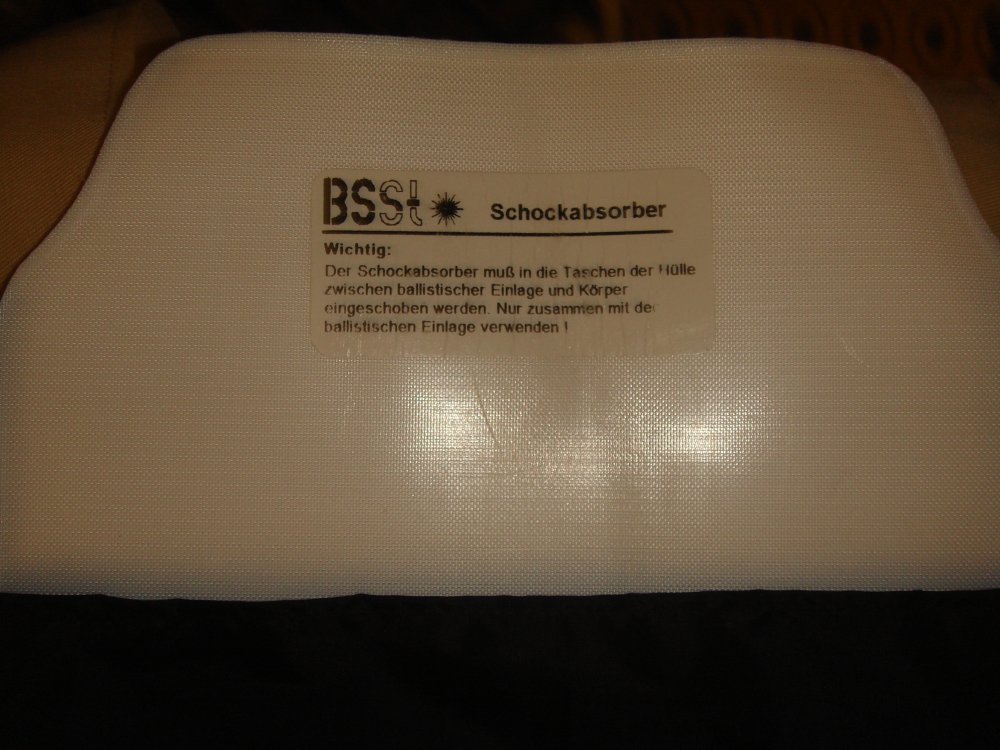 BSSt Schockabsorber
Wichtig:
Der Schockabsorber muß in die Taschen der Hülle
zwischen ballistischer Einlage und Körper
eingeschoben werden. Nur zusammen mit der
ballistischen Einlage verwenden !